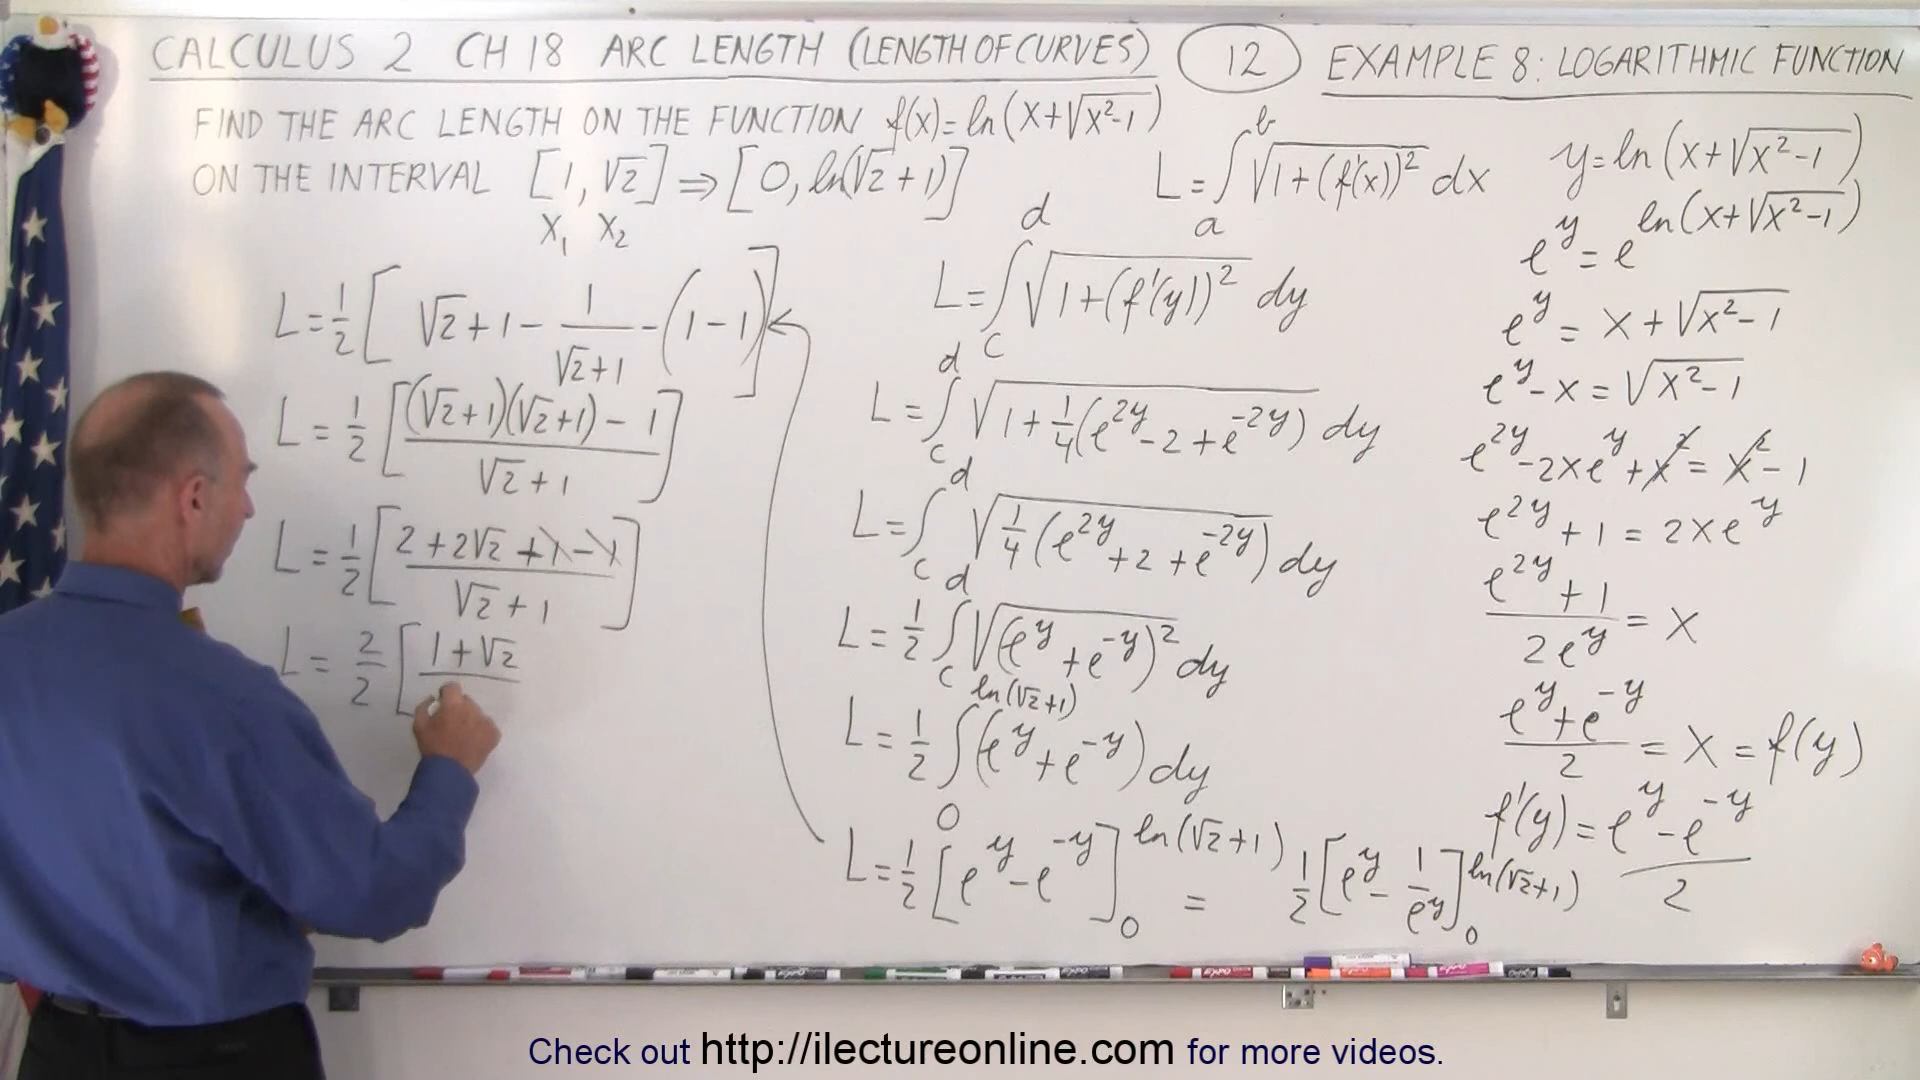 CALCULUS 2 CH 18 ARC LENGTH (LENGTH OF CURVES) 12 EXAMPLE 8: LOGARITHMIC FUNCTION
FIND THE ARC LENGTH ON THE FUNCTION f(x)=ln(x+√(x²-1))
ON THE INTERVAL [1, √2] ⇒ [0, ln(√2+1)]
x₁ x₂
L=½[√2+1-1/(√2+1)-(1-1)]
L=½[((√2+1)(√2+1)-1)/(√2+1)]
L=½[(2+2√2+1-1)/(√2+1)]
L=2/2[1+√2
L=∫ₐᵇ√(1+(f'(x))²) dx
L=∫_c^d √(1+(f'(y))²) dy
L=∫_c^d √(1+¼(e^(2y)-2+e^(-2y))) dy
L=∫_c^d √(¼(e^(2y)+2+e^(-2y))) dy
L=½∫_c^d √((e^y+e^(-y))²) dy
L=½∫_0^(ln(√2+1)) (e^y+e^(-y)) dy
L=½[e^y-e^(-y)]_0^(ln(√2+1)) = ½[e^y-1/e^y]_0^(ln(√2+1))
y=ln(x+√(x²-1))
e^y=e^(ln(x+√(x²-1)))
e^y=x+√(x²-1)
e^y-x=√(x²-1)
e^(2y)-2xe^y+x²=x²-1
e^(2y)+1=2xe^(-y)
(e^(2y)+1)/(2e^y)=x
(e^y+e^(-y))/2=x=f(y)
f'(y)=(e^y-e^(-y))/2
Check out http://ilectureonline.com for more videos.